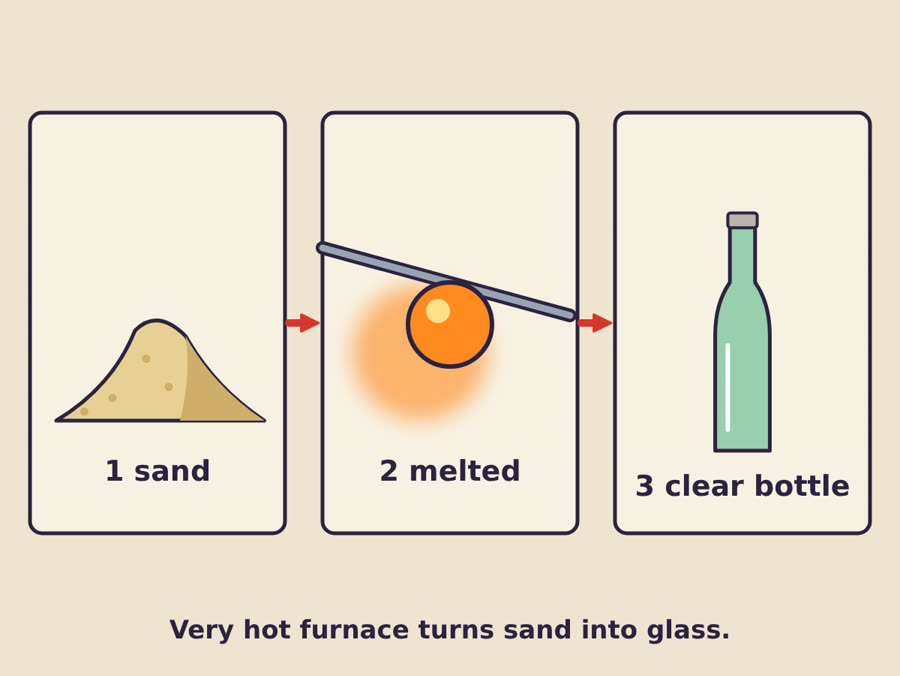 1 sand
2 melted
3 clear bottle
Very hot furnace turns sand into glass.